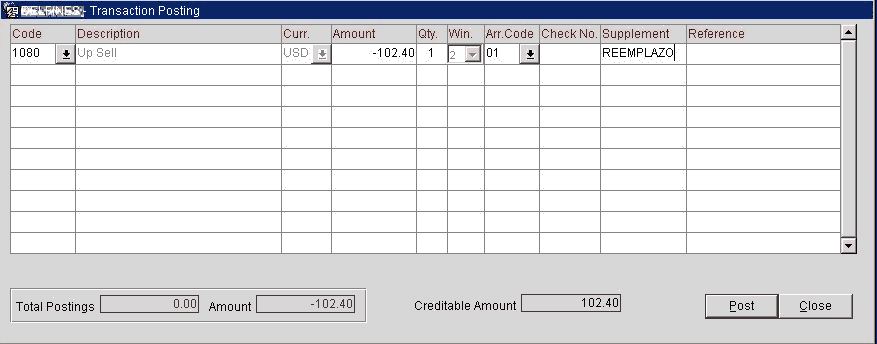 - Transaction Posting
Code Description Curr. Amount Qty. Win. Arr.Code Check No. Supplement Reference
1080 Up Sell USD -102.40 1 2 01 REEMPLAZO
Total Postings 0.00 Amount -102.40 Creditable Amount 102.40 Post Close